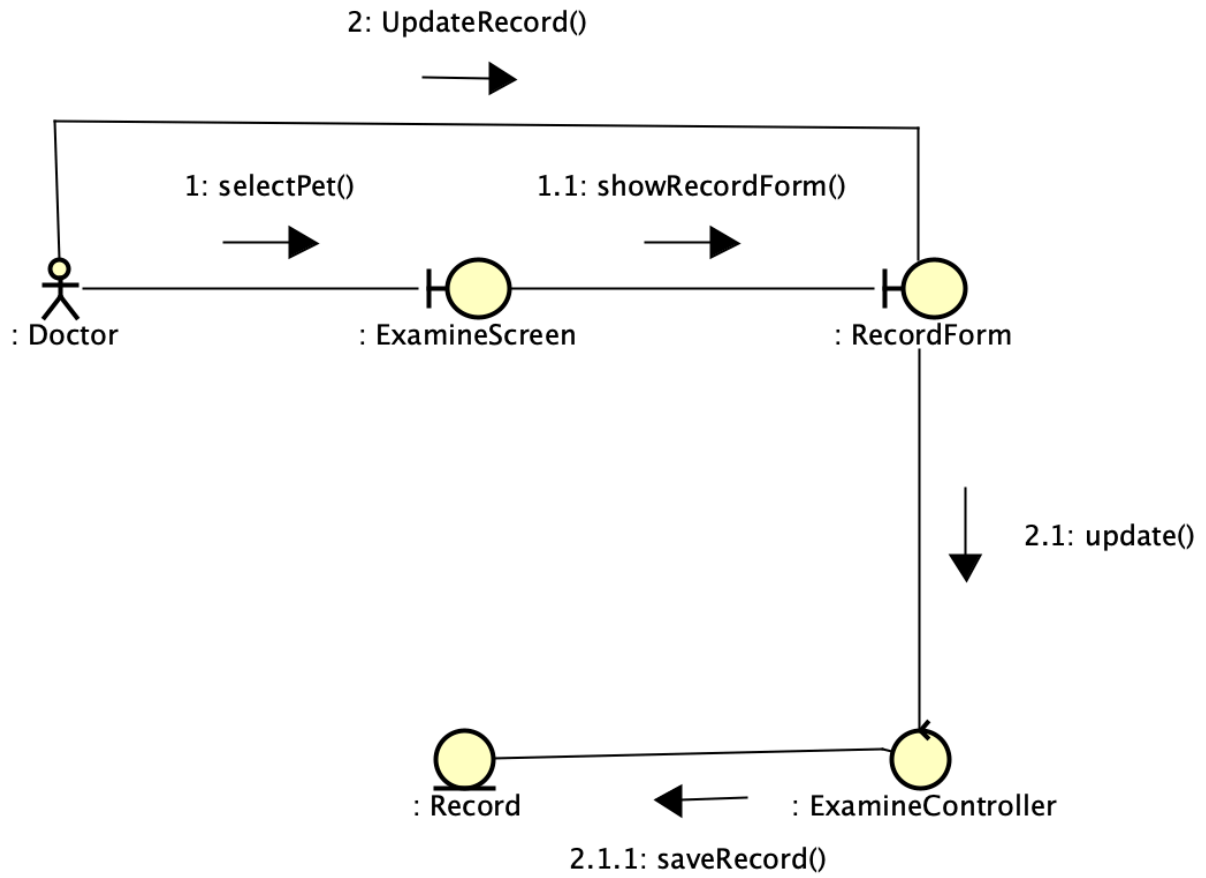 2: UpdateRecord()
1: selectPet()
1.1: showRecordForm()
: Doctor
: ExamineScreen
: RecordForm
2.1: update()
: Record
: ExamineController
2.1.1: saveRecord()